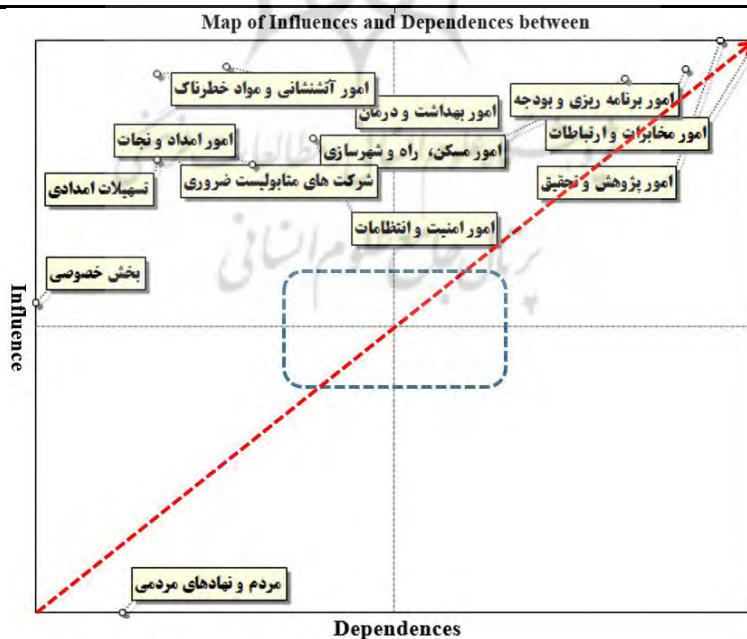 Map of Influences and Dependences between
امور آتشنشانی و مواد خطرناک
امور برنامه ریزی و بودجه
امور بهداشت و درمان
امور مخابرات و ارتباطات
امور امداد و نجات
امور مسکن، راه و شهرسازی
شرکت های متابولیست ضروری
امور پژوهش و تحقیق
تسهیلات امدادی
امور امنیت و انتظامات
بخش خصوصی
Influence
مردم و نهادهای مردمی
Dependences